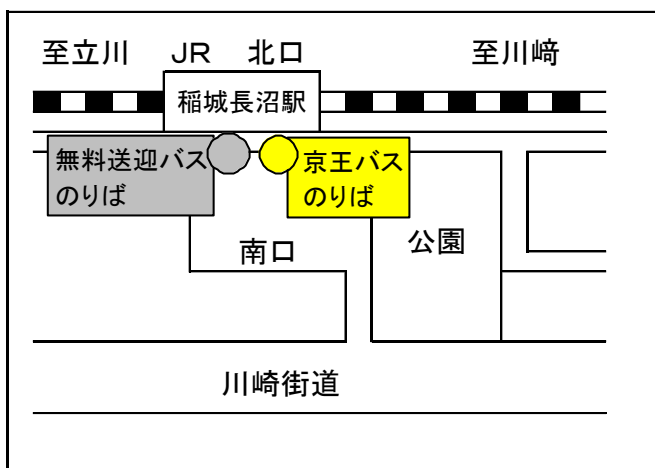 至立川 JR 北口 至川﨑
稲城長沼駅
無料送迎バス
のりば
京王バス
のりば
南口
公園
川崎街道